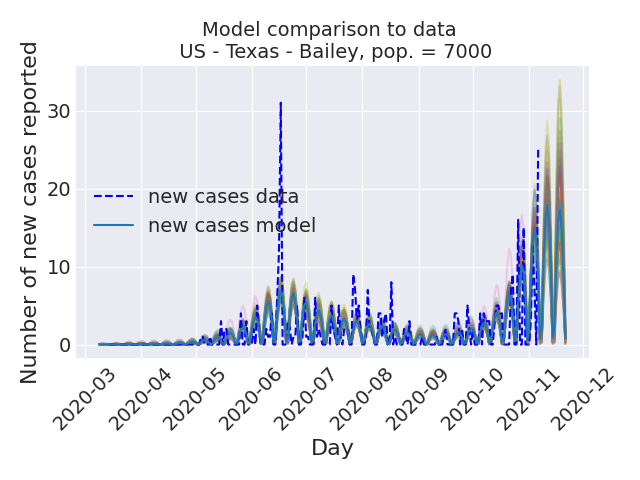 Model comparison to data
US - Texas - Bailey, pop. = 7000
Number of new cases reported
30
20
10
0
new cases data
new cases model
2020-03
2020-04
2020-05
2020-06
2020-07
2020-08
2020-09
2020-10
2020-11
2020-12
Day